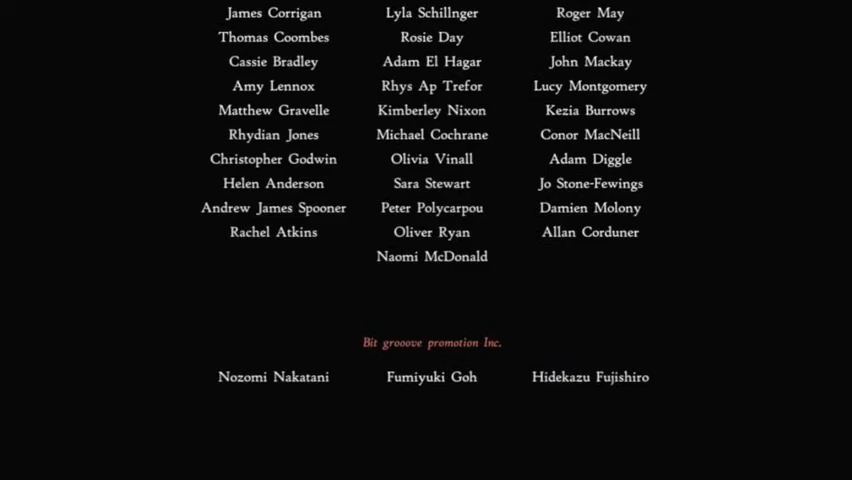 James Corrigan Lyla Schillnger Roger May
Thomas Coombes Rosie Day Elliot Cowan
Cassie Bradley Adam El Hagar John Mackay
Amy Lennox Rhys Ap Trefor Lucy Montgomery
Matthew Gravelle Kimberley Nixon Kezia Burrows
Rhydian Jones Michael Cochrane Conor MacNeill
Christopher Godwin Olivia Vinall Adam Diggle
Helen Anderson Sara Stewart Jo Stone-Fewings
Andrew James Spooner Peter Polycarpou Damien Molony
Rachel Atkins Oliver Ryan Allan Corduner
Naomi McDonald
Bit grooove promotion Inc.
Nozomi Nakatani Fumiyuki Goh Hidekazu Fujishiro